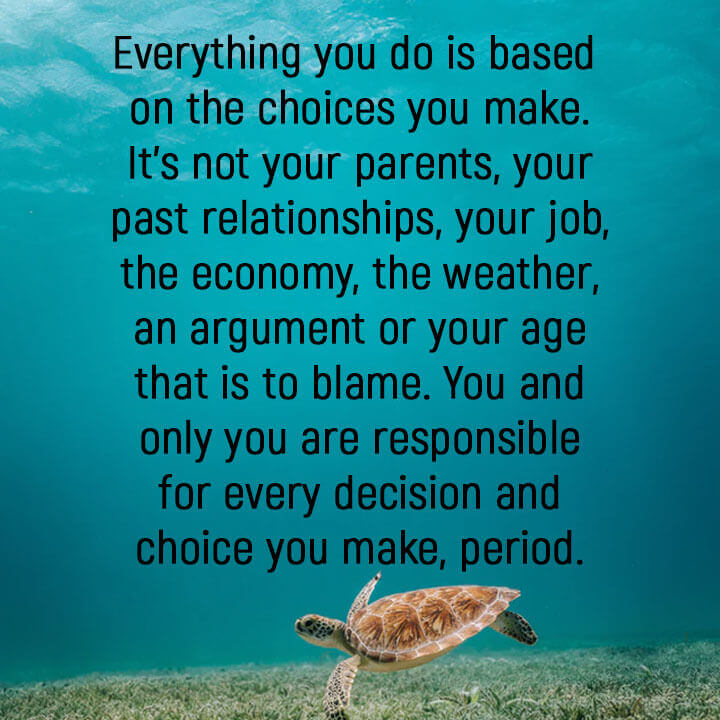 Everything you do is based
on the choices you make.
It's not your parents, your
past relationships, your job,
the economy, the weather,
an argument or your age
that is to blame. You and
only you are responsible
for every decision and
choice you make, period.